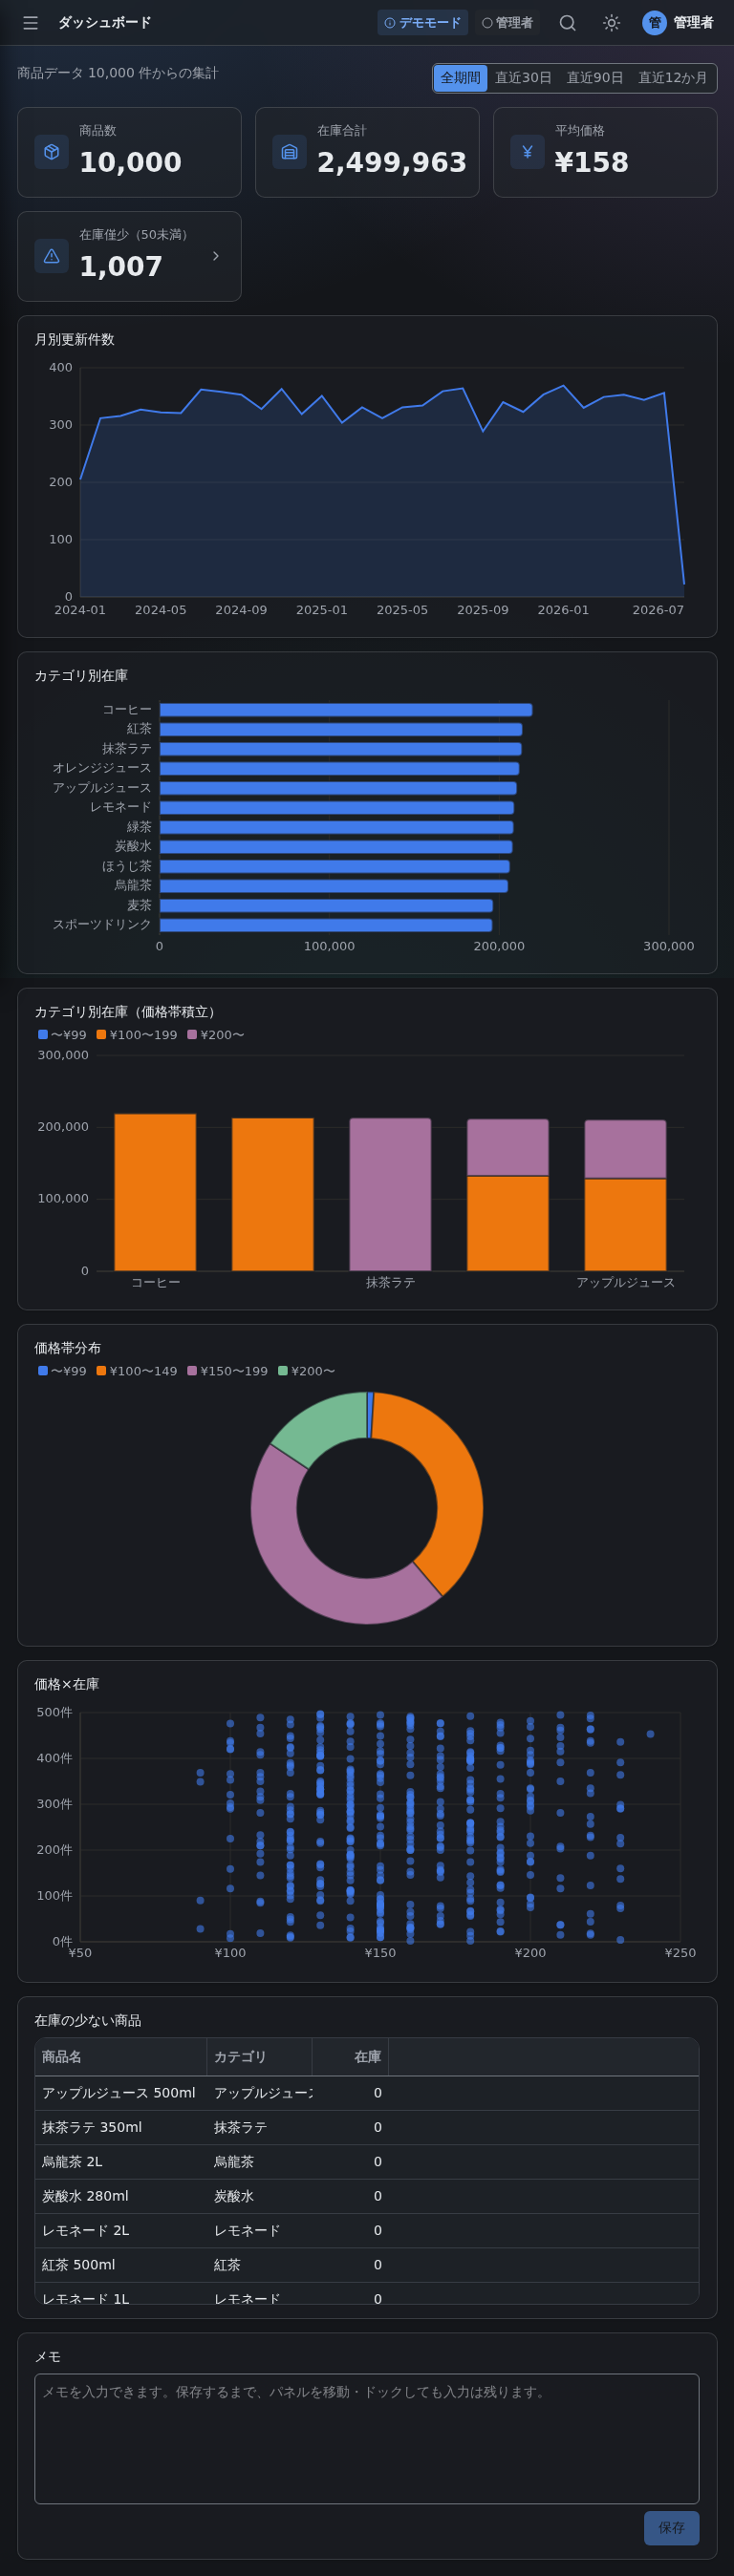 ダッシュボード デモモード 管理者 管 管理者
商品データ 10,000 件からの集計 全期間 直近30日 直近90日 直近12か月
商品数 在庫合計 平均価格
10,000 2,499,963 ¥158
在庫僅少（50未満）
1,007
月別更新件数
400
300
200
100
0
2024-01 2024-05 2024-09 2025-01 2025-05 2025-09 2026-01 2026-07
カテゴリ別在庫
コーヒー
紅茶
抹茶ラテ
オレンジジュース
アップルジュース
レモネード
緑茶
炭酸水
ほうじ茶
烏龍茶
麦茶
スポーツドリンク
0 100,000 200,000 300,000
カテゴリ別在庫（価格帯積立）
〜¥99 ¥100〜199 ¥200〜
300,000
200,000
100,000
0
コーヒー 抹茶ラテ アップルジュース
価格帯分布
〜¥99 ¥100〜149 ¥150〜199 ¥200〜
価格×在庫
500件
400件
300件
200件
100件
0件
¥50 ¥100 ¥150 ¥200 ¥250
在庫の少ない商品
商品名 カテゴリ 在庫
アップルジュース 500ml アップルジュース 0
抹茶ラテ 350ml 抹茶ラテ 0
烏龍茶 2L 烏龍茶 0
炭酸水 280ml 炭酸水 0
レモネード 2L レモネード 0
紅茶 500ml 紅茶 0
レモネード 1L レモネード 0
メモ
メモを入力できます。保存するまで、パネルを移動・ドックしても入力は残ります。
保存